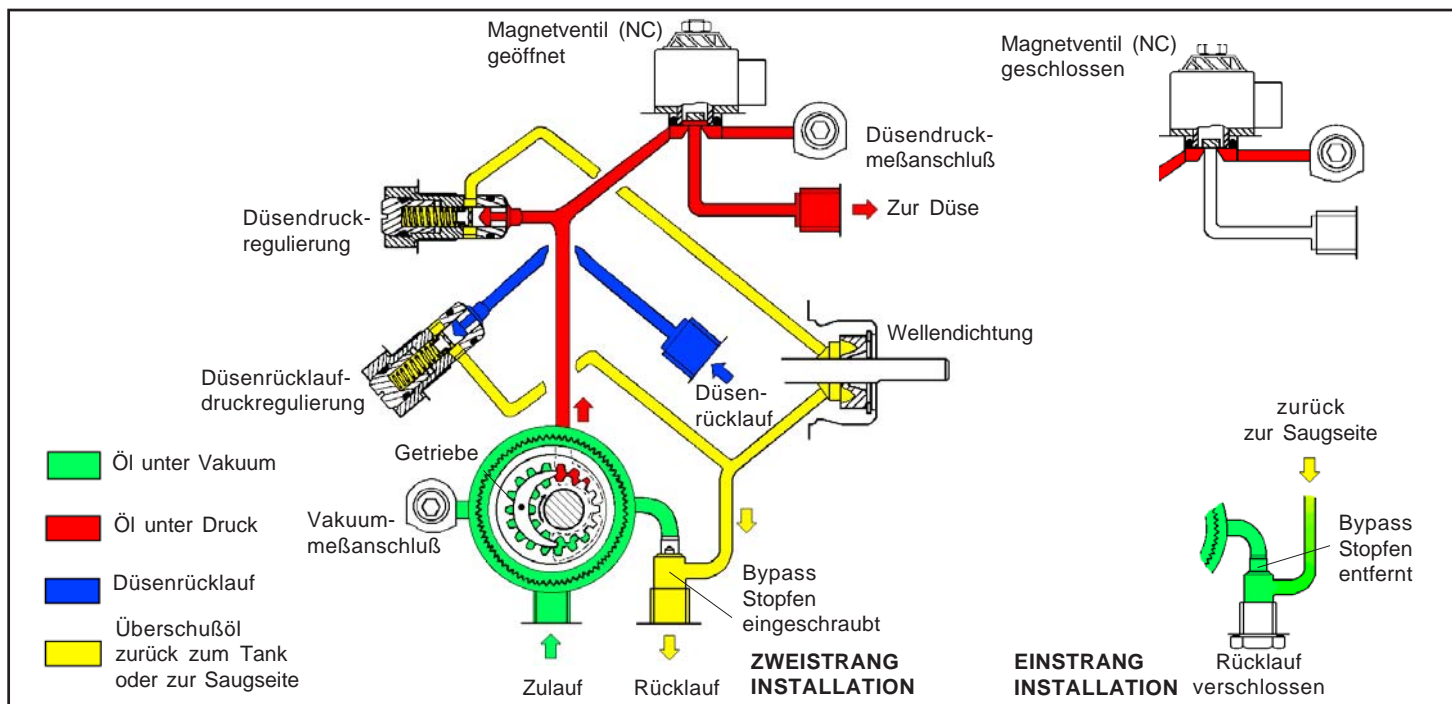 Magnetventil (NC)
geöffnet
Magnetventil (NC)
geschlossen
Düsendruck-
meßanschluß
Zur Düse
Düsendruck-
regulierung
Wellendichtung
Düsenrücklauf-
druckregulierung
Düsen-
rücklauf
zurück
zur Saugseite
Öl unter Vakuum
Getriebe
Öl unter Druck
Vakuum-
meßanschluß
Bypass
Stopfen
entfernt
Düsenrücklauf
Bypass
Stopfen
eingeschraubt
Überschußöl
zurück zum Tank
oder zur Saugseite
Zulauf
Rücklauf
ZWEISTRANG
INSTALLATION
EINSTRANG
INSTALLATION
Rücklauf
verschlossen